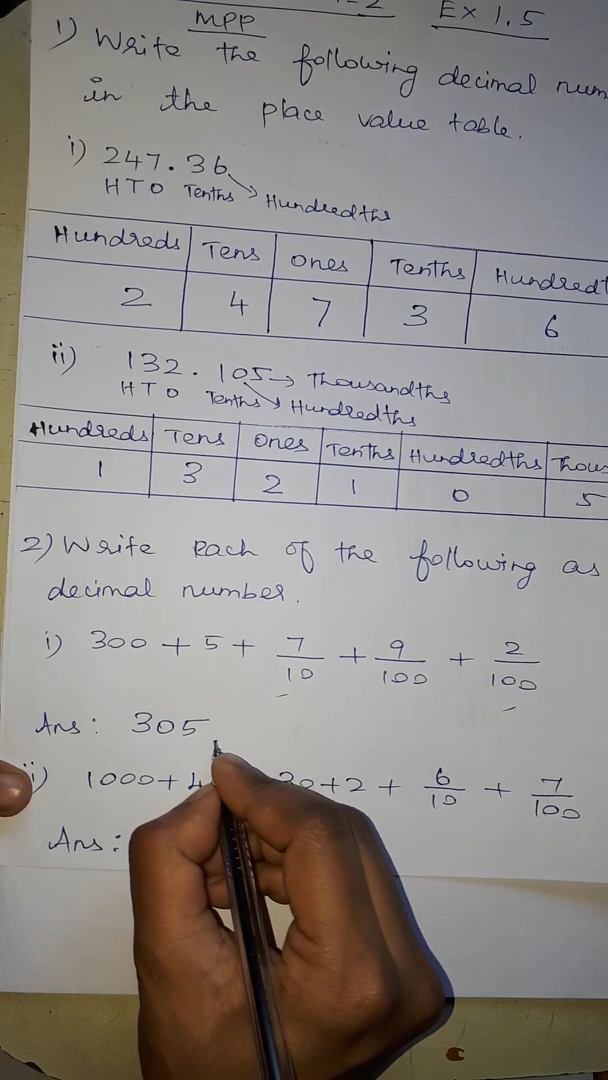 Ex 1.5
MPP
1) Write the following decimal num
in the place value table.
i) 247.36
HTO Tenths → Hundredths
Hundreds Tens Ones Tenths Hundredt
2 4 7 3 6
ii) 132.105 → Thousandths
HTO Tenths ↘ Hundredths
Hundreds Tens Ones Tenths Hundredths Thous
1 3 2 1 0 5
2) Write each of the following as
decimal number.
i) 300 + 5 + 7/10 + 9/100 + 2/100
Ans: 305
1000 + 4 30 + 2 + 6/10 + 7/100
Ans: